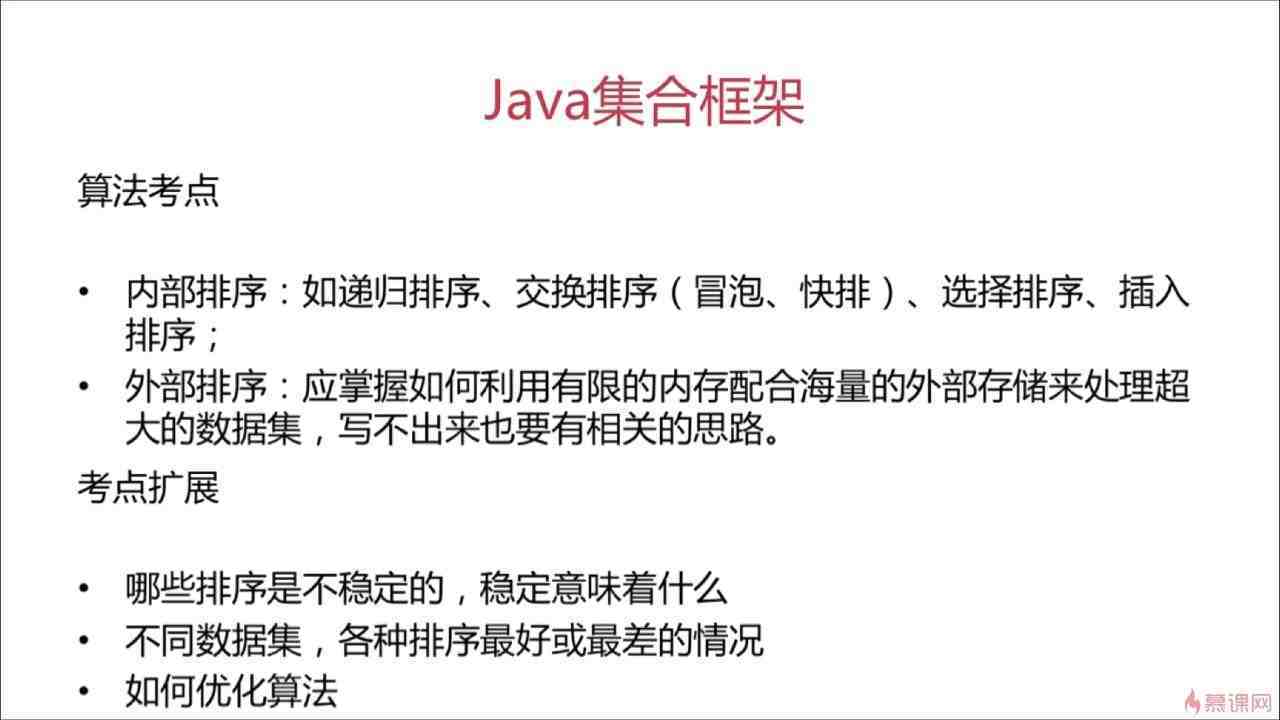 Java集合框架
算法考点
• 内部排序：如递归排序、交换排序（冒泡、快排）、选择排序、插入
排序；
• 外部排序：应掌握如何利用有限的内存配合海量的外部存储来处理超
大的数据集，写不出来也要有相关的思路。
考点扩展
• 哪些排序是不稳定的，稳定意味着什么
• 不同数据集，各种排序最好或最差的情况
• 如何优化算法
慕课网